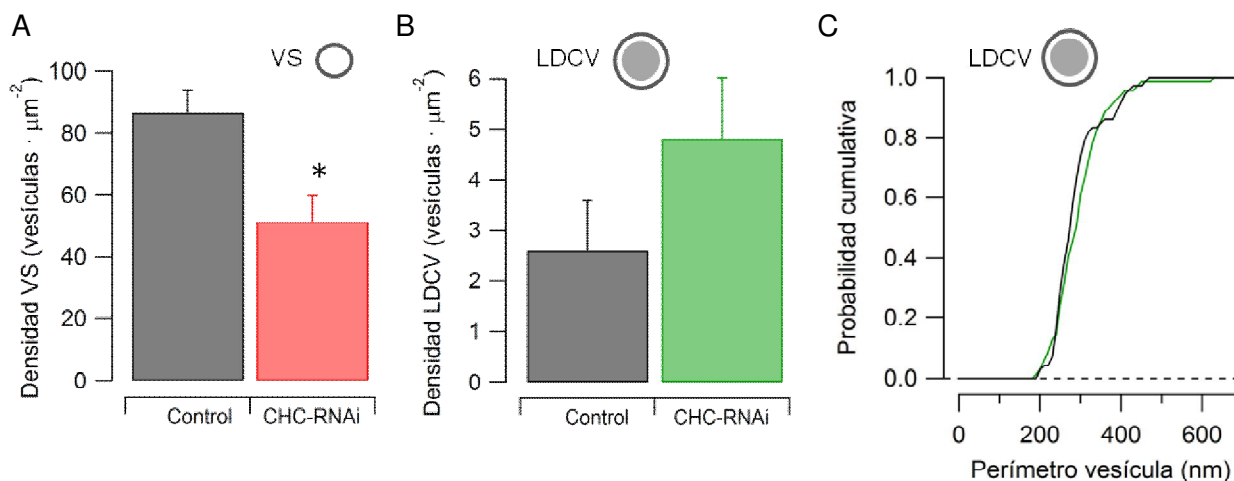 A
VS
Densidad VS (vesículas · µm-2)
100
80
60
40
20
0
*
Control
CHC-RNAi
B
LDCV
Densidad LDCV (vesículas · µm-2)
6
5
4
3
2
1
0
Control
CHC-RNAi
C
LDCV
Probabilidad cumulativa
1.0
0.8
0.6
0.4
0.2
0.0
0
200
400
600
Perímetro vesícula (nm)